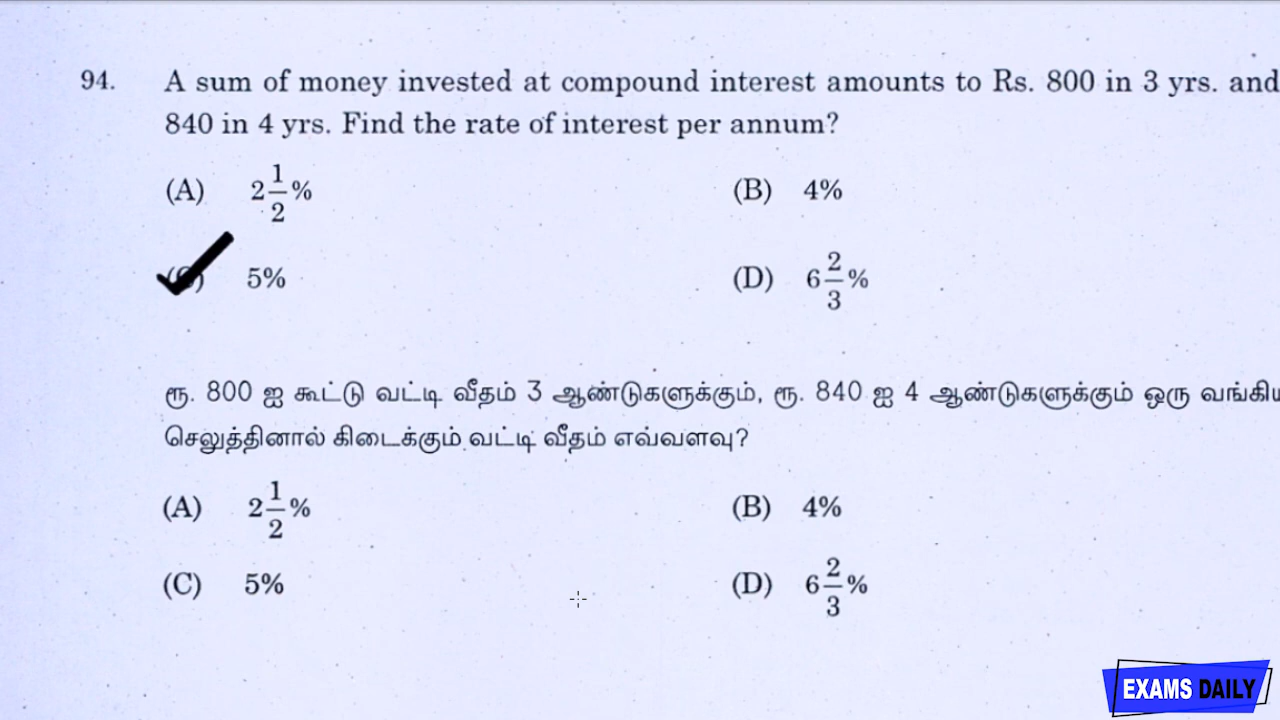 94. A sum of money invested at compound interest amounts to Rs. 800 in 3 yrs. and
840 in 4 yrs. Find the rate of interest per annum?
(A) 2 1/2 % (B) 4%
(C) 5% (D) 6 2/3 %
ரூ. 800 ஐ கூட்டு வட்டி வீதம் 3 ஆண்டுகளுக்கும், ரூ. 840 ஐ 4 ஆண்டுகளுக்கும் ஒரு
செலுத்தினால் கிடைக்கும் வட்டி வீதம் எவ்வளவு?
(A) 2 1/2 % (B) 4%
(C) 5% (D) 6 2/3 %
EXAMS DAILY